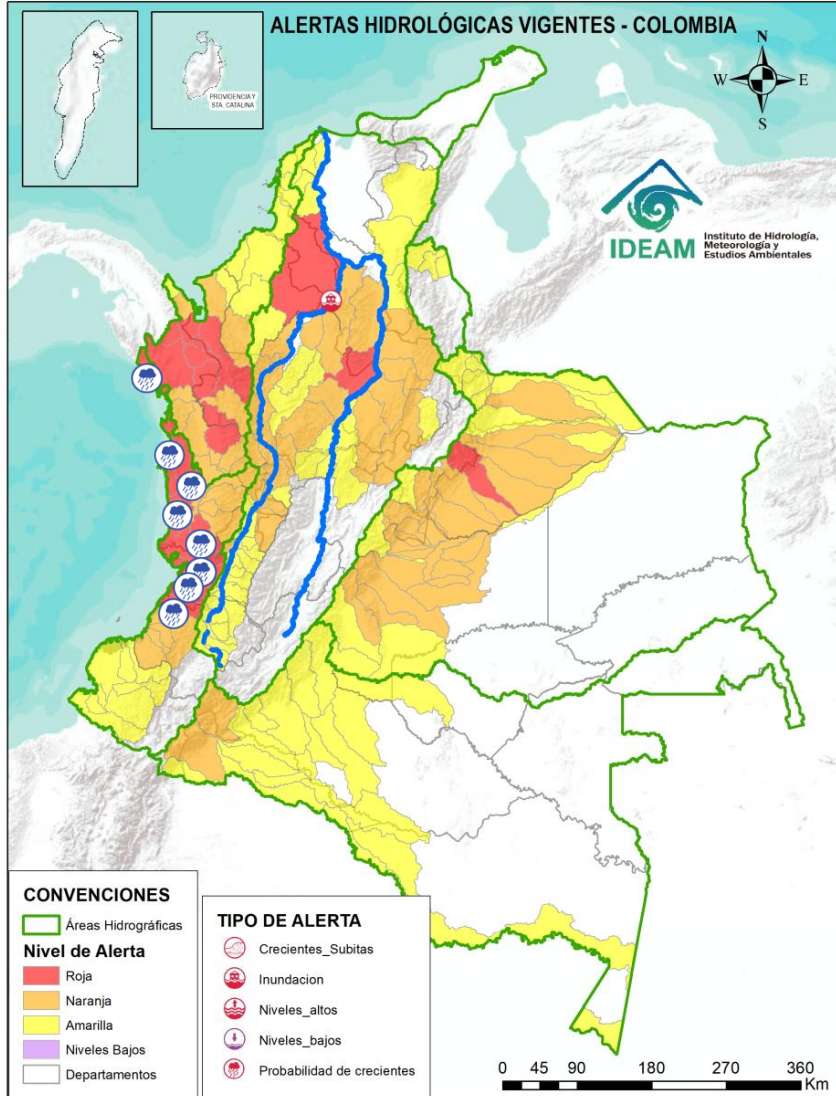 ALERTAS HIDROLÓGICAS VIGENTES - COLOMBIA
PROVIDENCIA Y
STA. CATALINA
N
W
E
S
IDEAM
Instituto de Hidrología,
Meteorología y
Estudios Ambientales
CONVENCIONES
Áreas Hidrográficas
Nivel de Alerta
Roja
Naranja
Amarilla
Niveles Bajos
Departamentos
TIPO DE ALERTA
Crecientes_Subitas
Inundacion
Niveles_altos
Niveles_bajos
Probabilidad de crecientes
0 45 90 180 270 360
Km